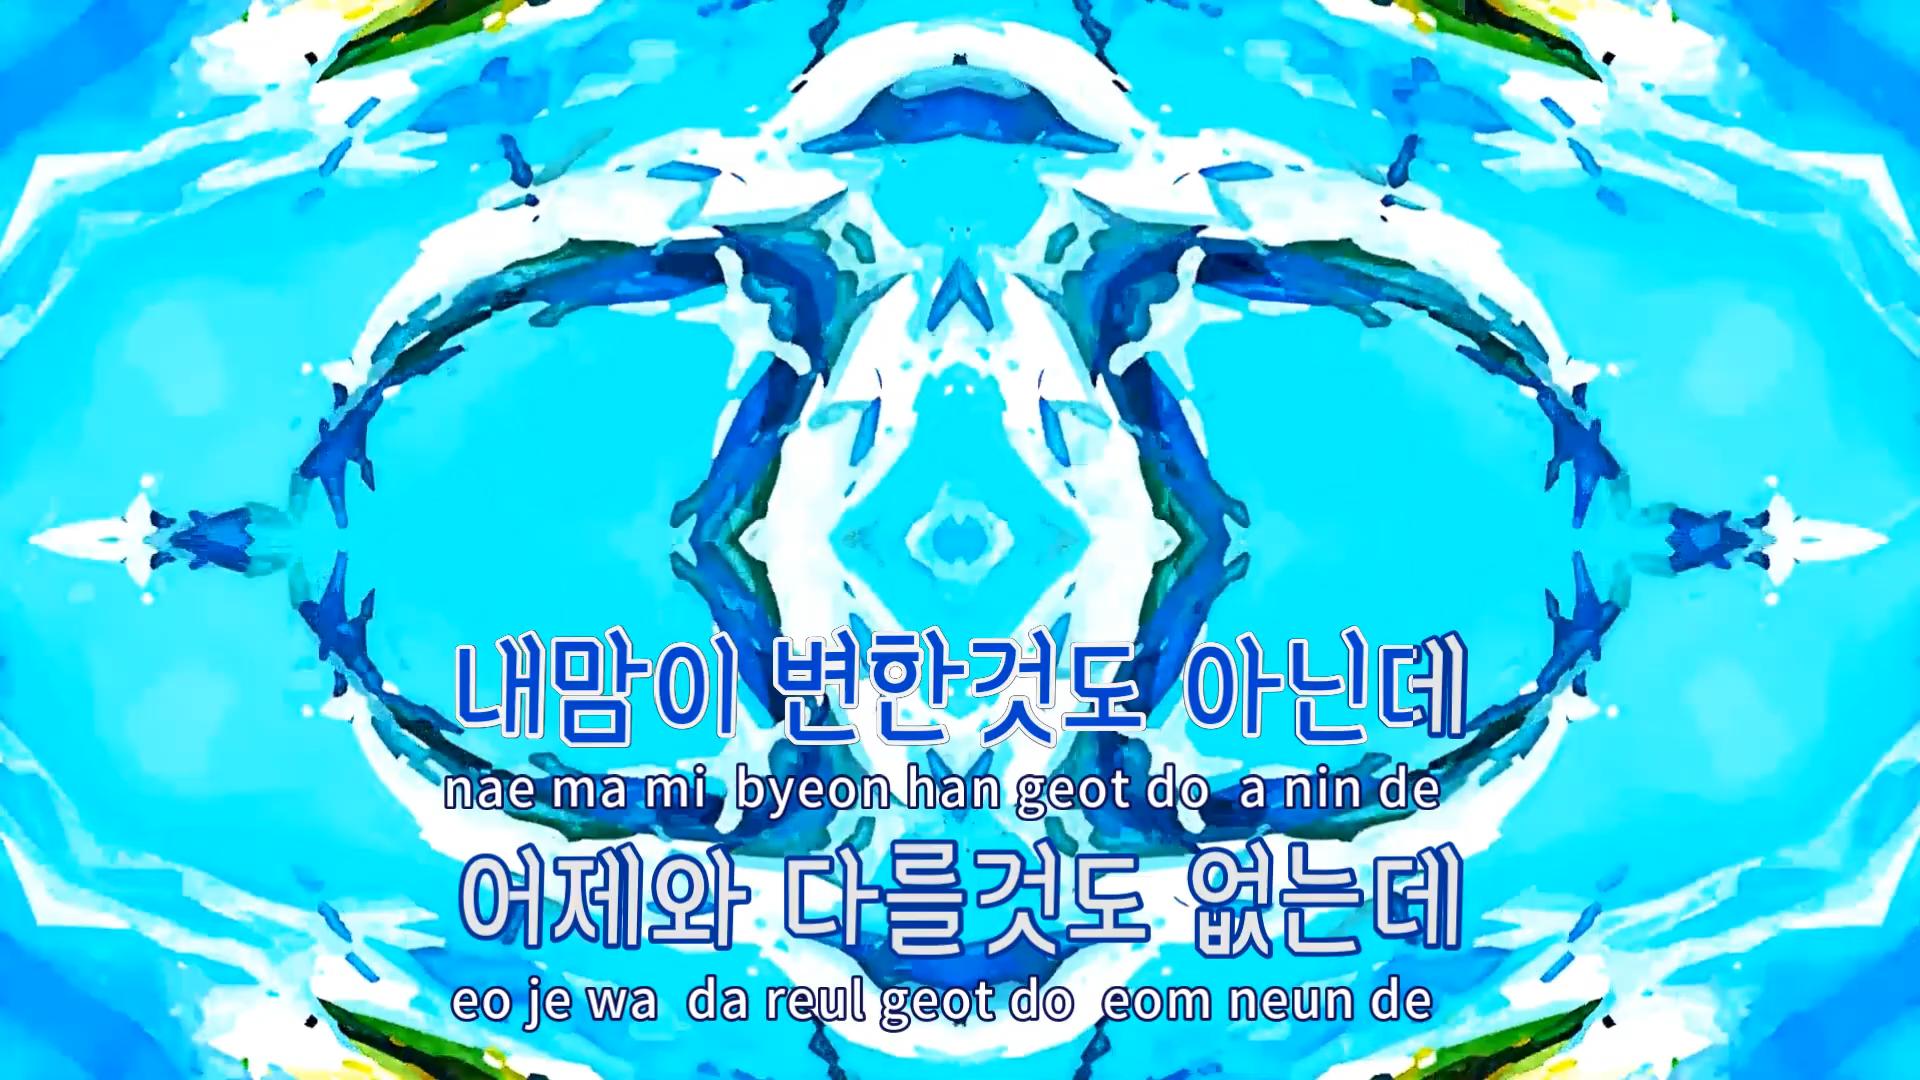 내맘이 변한것도 아닌데
nae ma mi byeon han geot do a nin de
어제와 다를것도 없는데
eo je wa da reul geot do eom neun de